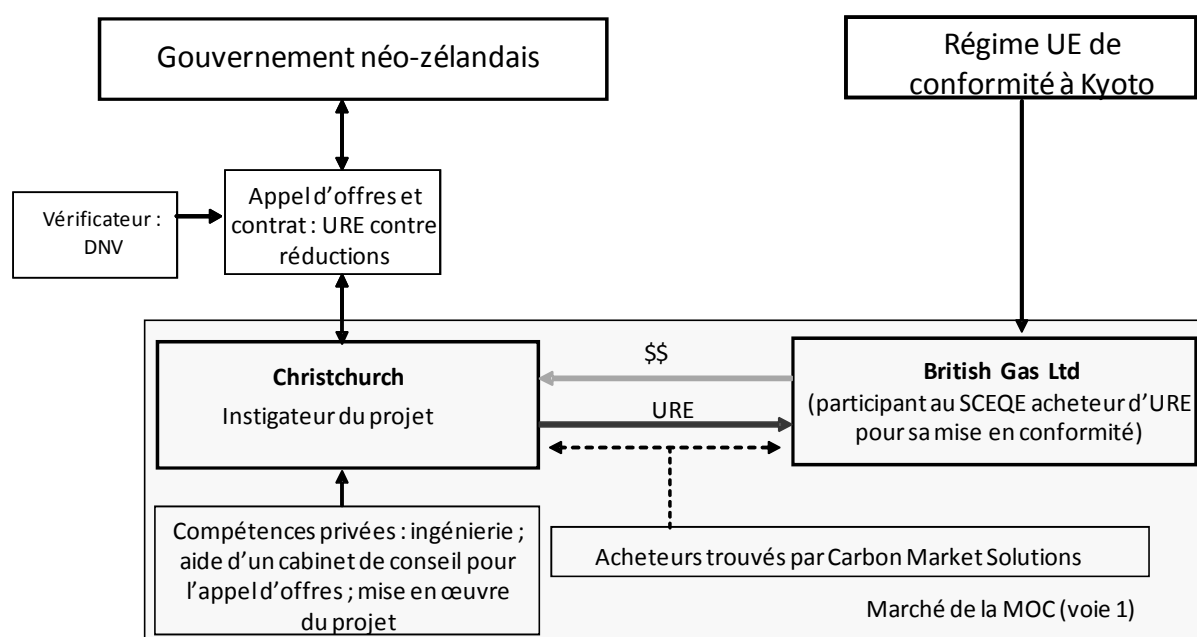 Gouvernement néo-zélandais
Régime UE de
conformité à Kyoto
Vérificateur :
DNV
Appel d’offres et
contrat : URE contre
réductions
Christchurch
Instigateur du projet
$$
URE
British Gas Ltd
(participant au SCEQE acheteur d’URE
pour sa mise en conformité)
Compétences privées : ingénierie ;
aide d’un cabinet de conseil pour
l’appel d’offres ; mise en œuvre
du projet
Acheteurs trouvés par Carbon Market Solutions
Marché de la MOC (voie 1)